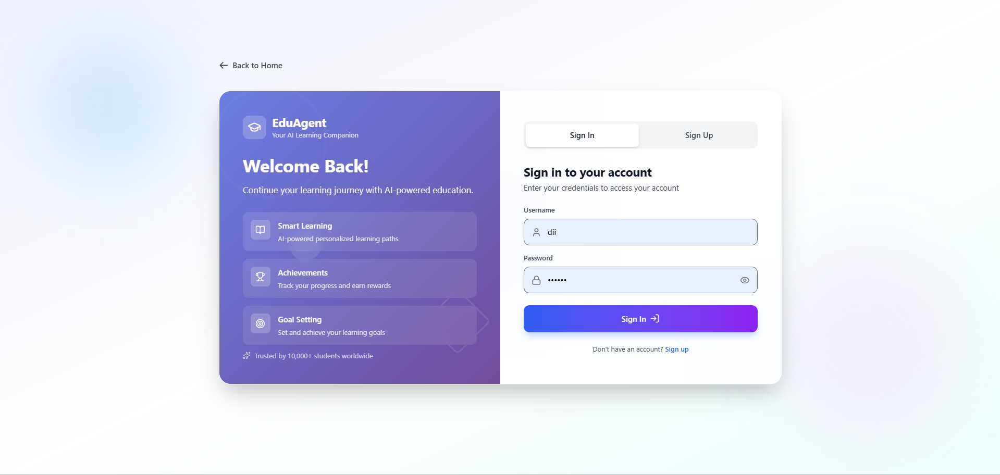 Back to Home
EduAgent
Your AI Learning Companion
Welcome Back!
Continue your learning journey with AI-powered education.
Smart Learning
AI-powered personalized learning paths
Achievements
Track your progress and earn rewards
Goal Setting
Set and achieve your learning goals
Trusted by 10,000+ students worldwide
Sign In
Sign Up
Sign in to your account
Enter your credentials to access your account
Username
dii
Password
••••••
Sign In
Don't have an account? Sign up